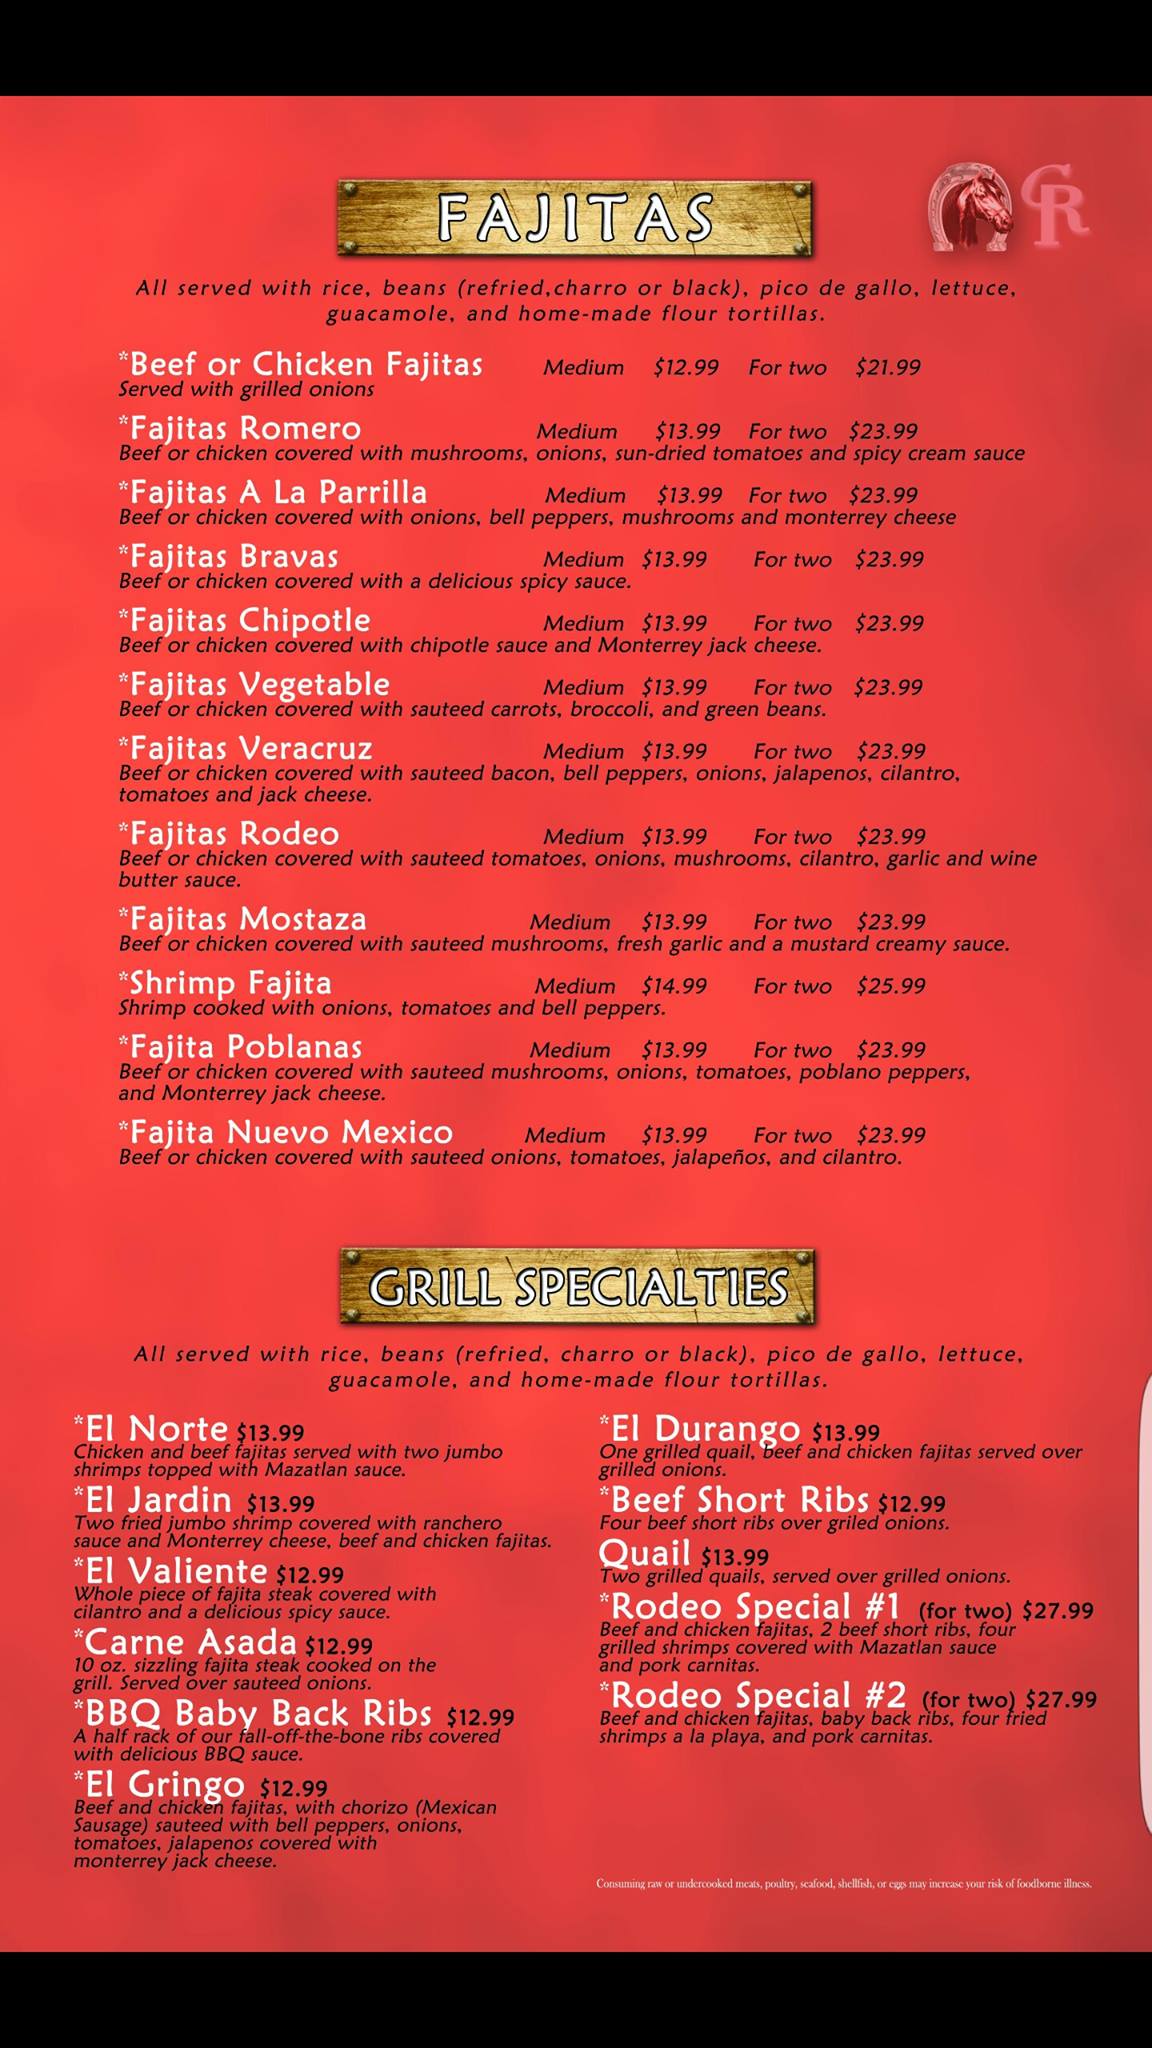 FAJITAS
CR
All served with rice, beans (refried,charro or black), pico de gallo, lettuce,
guacamole, and home-made flour tortillas.
*Beef or Chicken Fajitas Medium $12.99 For two $21.99
Served with grilled onions
*Fajitas Romero Medium $13.99 For two $23.99
Beef or chicken covered with mushrooms, onions, sun-dried tomatoes and spicy cream sauce
*Fajitas A La Parrilla Medium $13.99 For two $23.99
Beef or chicken covered with onions, bell peppers, mushrooms and monterrey cheese
*Fajitas Bravas Medium $13.99 For two $23.99
Beef or chicken covered with a delicious spicy sauce.
*Fajitas Chipotle Medium $13.99 For two $23.99
Beef or chicken covered with chipotle sauce and Monterrey jack cheese.
*Fajitas Vegetable Medium $13.99 For two $23.99
Beef or chicken covered with sauteed carrots, broccoli, and green beans.
*Fajitas Veracruz Medium $13.99 For two $23.99
Beef or chicken covered with sauteed bacon, bell peppers, onions, jalapenos, cilantro,
tomatoes and jack cheese.
*Fajitas Rodeo Medium $13.99 For two $23.99
Beef or chicken covered with sauteed tomatoes, onions, mushrooms, cilantro, garlic and wine
butter sauce.
*Fajitas Mostaza Medium $13.99 For two $23.99
Beef or chicken covered with sauteed mushrooms, fresh garlic and a mustard creamy sauce.
*Shrimp Fajita Medium $14.99 For two $25.99
Shrimp cooked with onions, tomatoes and bell peppers.
*Fajita Poblanas Medium $13.99 For two $23.99
Beef or chicken covered with sauteed mushrooms, onions, tomatoes, poblano peppers,
and Monterrey jack cheese.
*Fajita Nuevo Mexico Medium $13.99 For two $23.99
Beef or chicken covered with sauteed onions, tomatoes, jalapeños, and cilantro.
GRILL SPECIALTIES
All served with rice, beans (refried, charro or black), pico de gallo, lettuce,
guacamole, and home-made flour tortillas.
*El Norte $13.99
Chicken and beef fajitas served with two jumbo
shrimps topped with Mazatlan sauce.
*El Jardin $13.99
Two fried jumbo shrimp covered with ranchero
sauce and Monterrey cheese, beef and chicken fajitas.
*El Valiente $12.99
Whole piece of fajita steak covered with
cilantro and a delicious spicy sauce.
*Carne Asada $12.99
10 oz. sizzling fajita steak cooked on the
grill. Served over sauteed onions.
*BBQ Baby Back Ribs $12.99
A half rack of our fall-off-the-bone ribs covered
with delicious BBQ sauce.
*El Gringo $12.99
Beef and chicken fajitas, with chorizo (Mexican
Sausage) sauteed with bell peppers, onions,
tomatoes, jalapenos covered with
monterrey jack cheese.
*El Durango $13.99
One grilled quail, beef and chicken fajitas served over
grilled onions.
*Beef Short Ribs $12.99
Four beef short ribs over griled onions.
Quail $13.99
Two grilled quails, served over grilled onions.
*Rodeo Special #1 (for two) $27.99
Beef and chicken fajitas, 2 beef short ribs, four
grilled shrimps covered with Mazatlan sauce
and pork carnitas.
*Rodeo Special #2 (for two) $27.99
Beef and chicken fajitas, baby back ribs, four fried
shrimps a la playa, and pork carnitas.
Consuming raw or undercooked meats, poultry, seafood, shellfish, or eggs may increase your risk of foodborne illness.